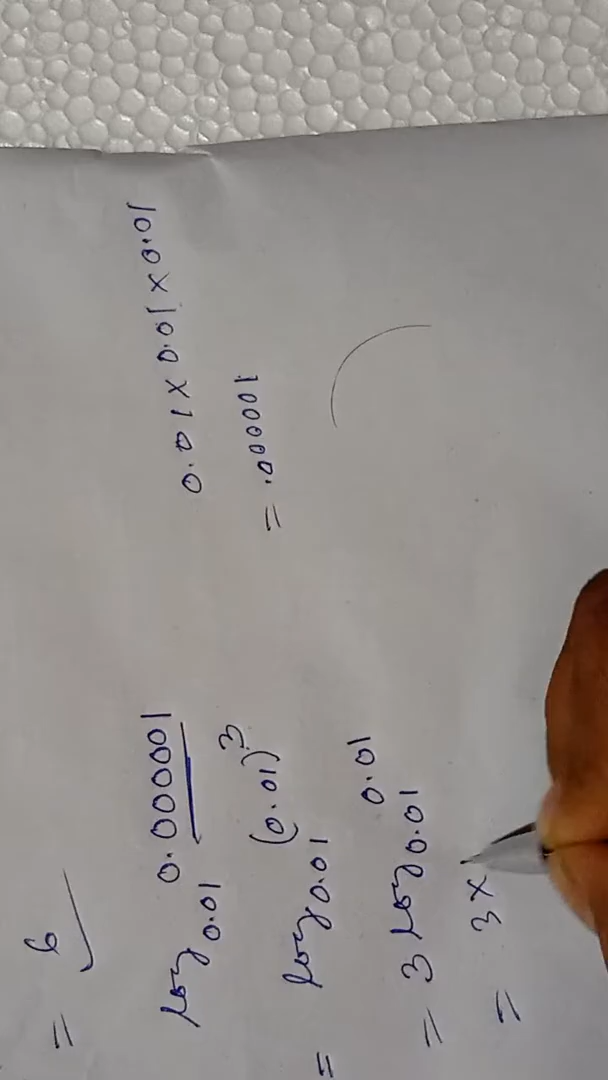 = 6
log₀.₀₁ 0.000001
= log₀.₀₁ (0.01)³
= 3 log₀.₀₁ 0.01
= 3 ×
0.01 × 0.01 × 0.01
= .000001